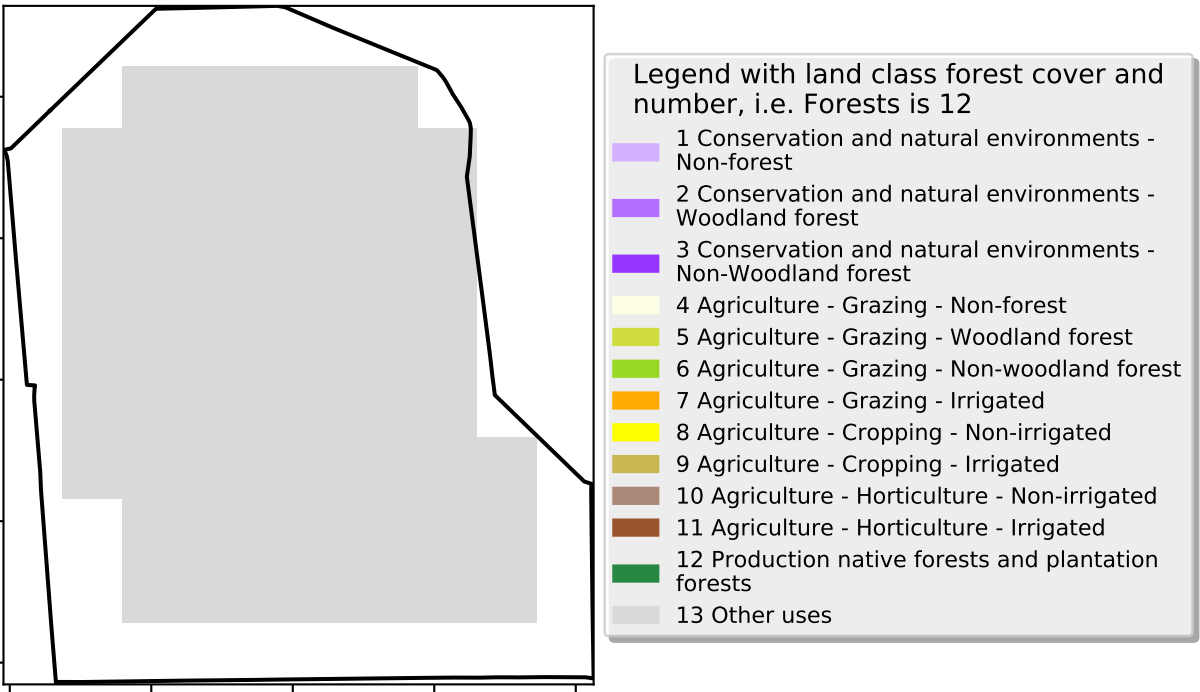 Legend with land class forest cover and
number, i.e. Forests is 12
1 Conservation and natural environments -
Non-forest
2 Conservation and natural environments -
Woodland forest
3 Conservation and natural environments -
Non-Woodland forest
4 Agriculture - Grazing - Non-forest
5 Agriculture - Grazing - Woodland forest
6 Agriculture - Grazing - Non-woodland forest
7 Agriculture - Grazing - Irrigated
8 Agriculture - Cropping - Non-irrigated
9 Agriculture - Cropping - Irrigated
10 Agriculture - Horticulture - Non-irrigated
11 Agriculture - Horticulture - Irrigated
12 Production native forests and plantation
forests
13 Other uses